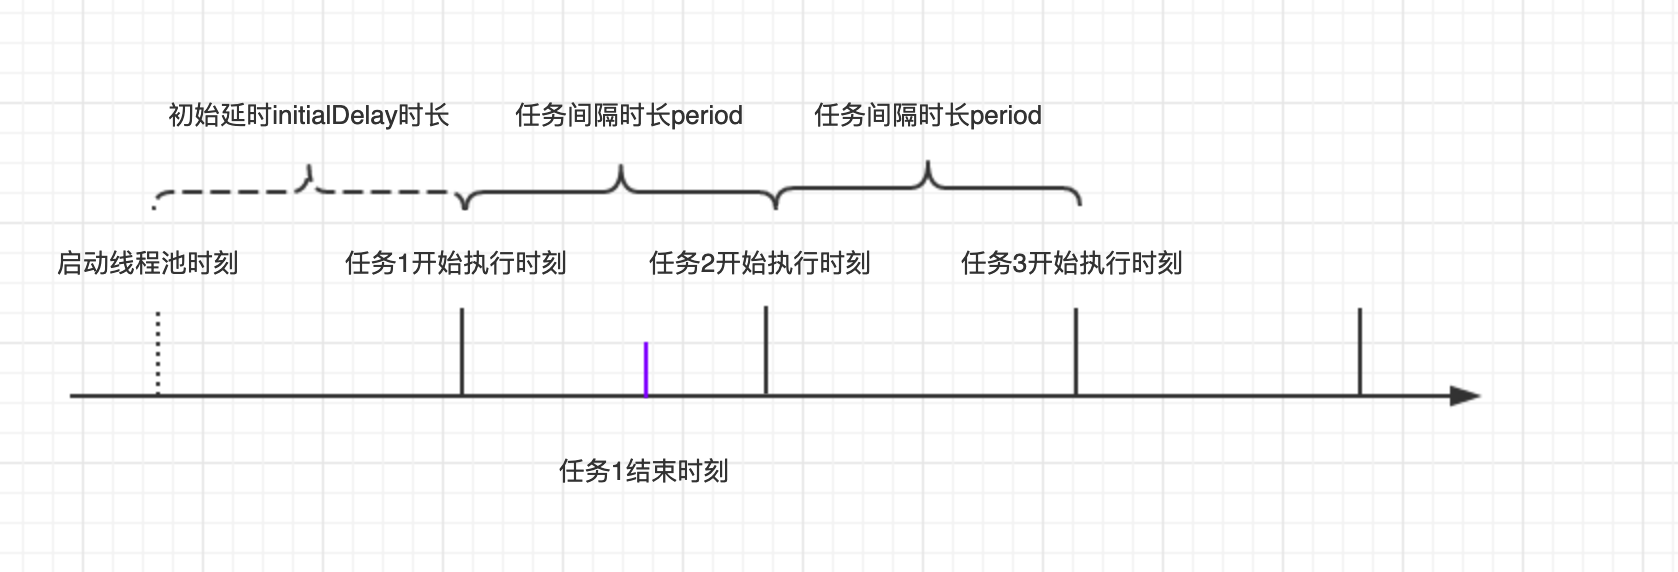 初始延时initialDelay时长
任务间隔时长period
任务间隔时长period
启动线程池时刻
任务1开始执行时刻
任务2开始执行时刻
任务3开始执行时刻
任务1结束时刻